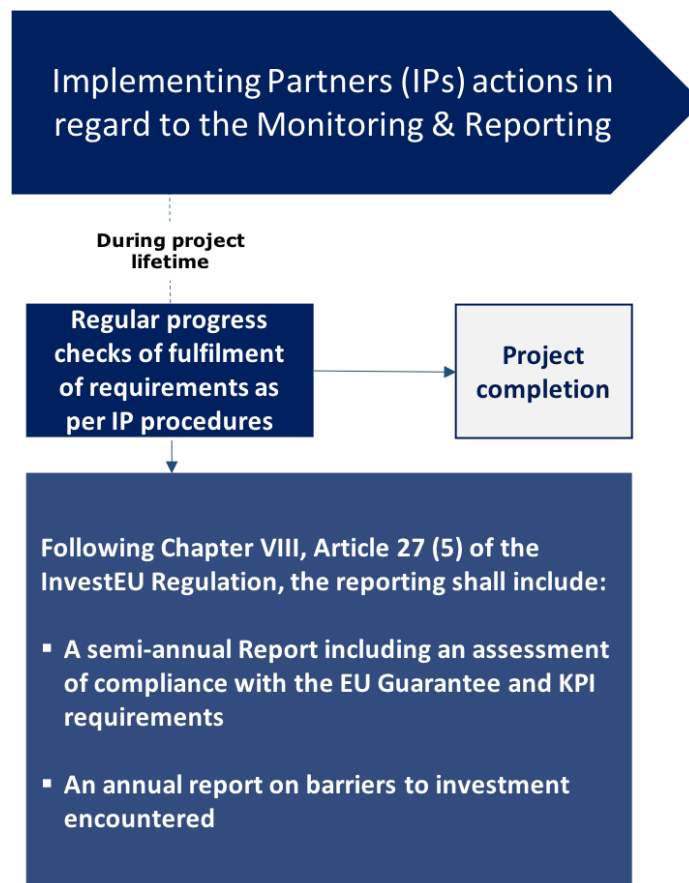 Implementing Partners (IPs) actions in
regard to the Monitoring & Reporting
During project
lifetime
Regular progress
checks of fulfilment
of requirements as
per IP procedures
Project
completion
Following Chapter VIII, Article 27 (5) of the
InvestEU Regulation, the reporting shall include:
▪ A semi-annual Report including an assessment
of compliance with the EU Guarantee and KPI
requirements
▪ An annual report on barriers to investment
encountered